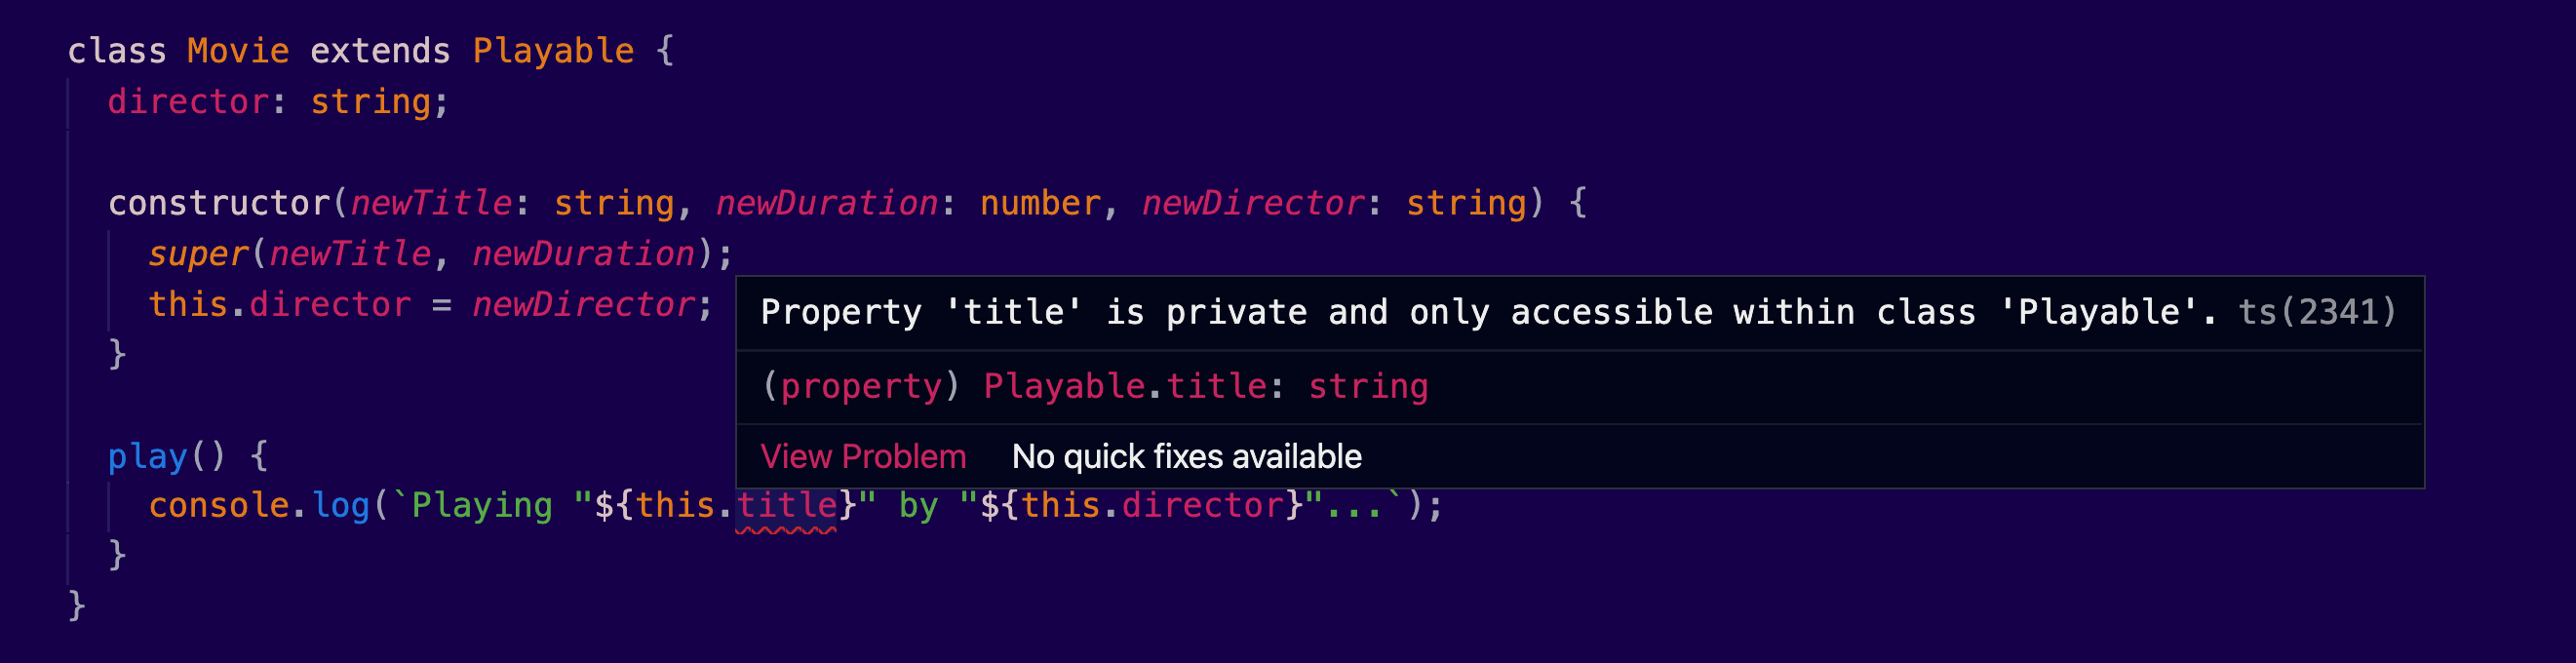 class Movie extends Playable {
director: string;
constructor(newTitle: string, newDuration: number, newDirector: string) {
super(newTitle, newDuration);
this.director = newDirector;
}
Property 'title' is private and only accessible within class 'Playable'. ts(2341)
(property) Playable.title: string
View Problem No quick fixes available
play() {
console.log(`Playing "${this.title}" by "${this.director}"...`);
}
}